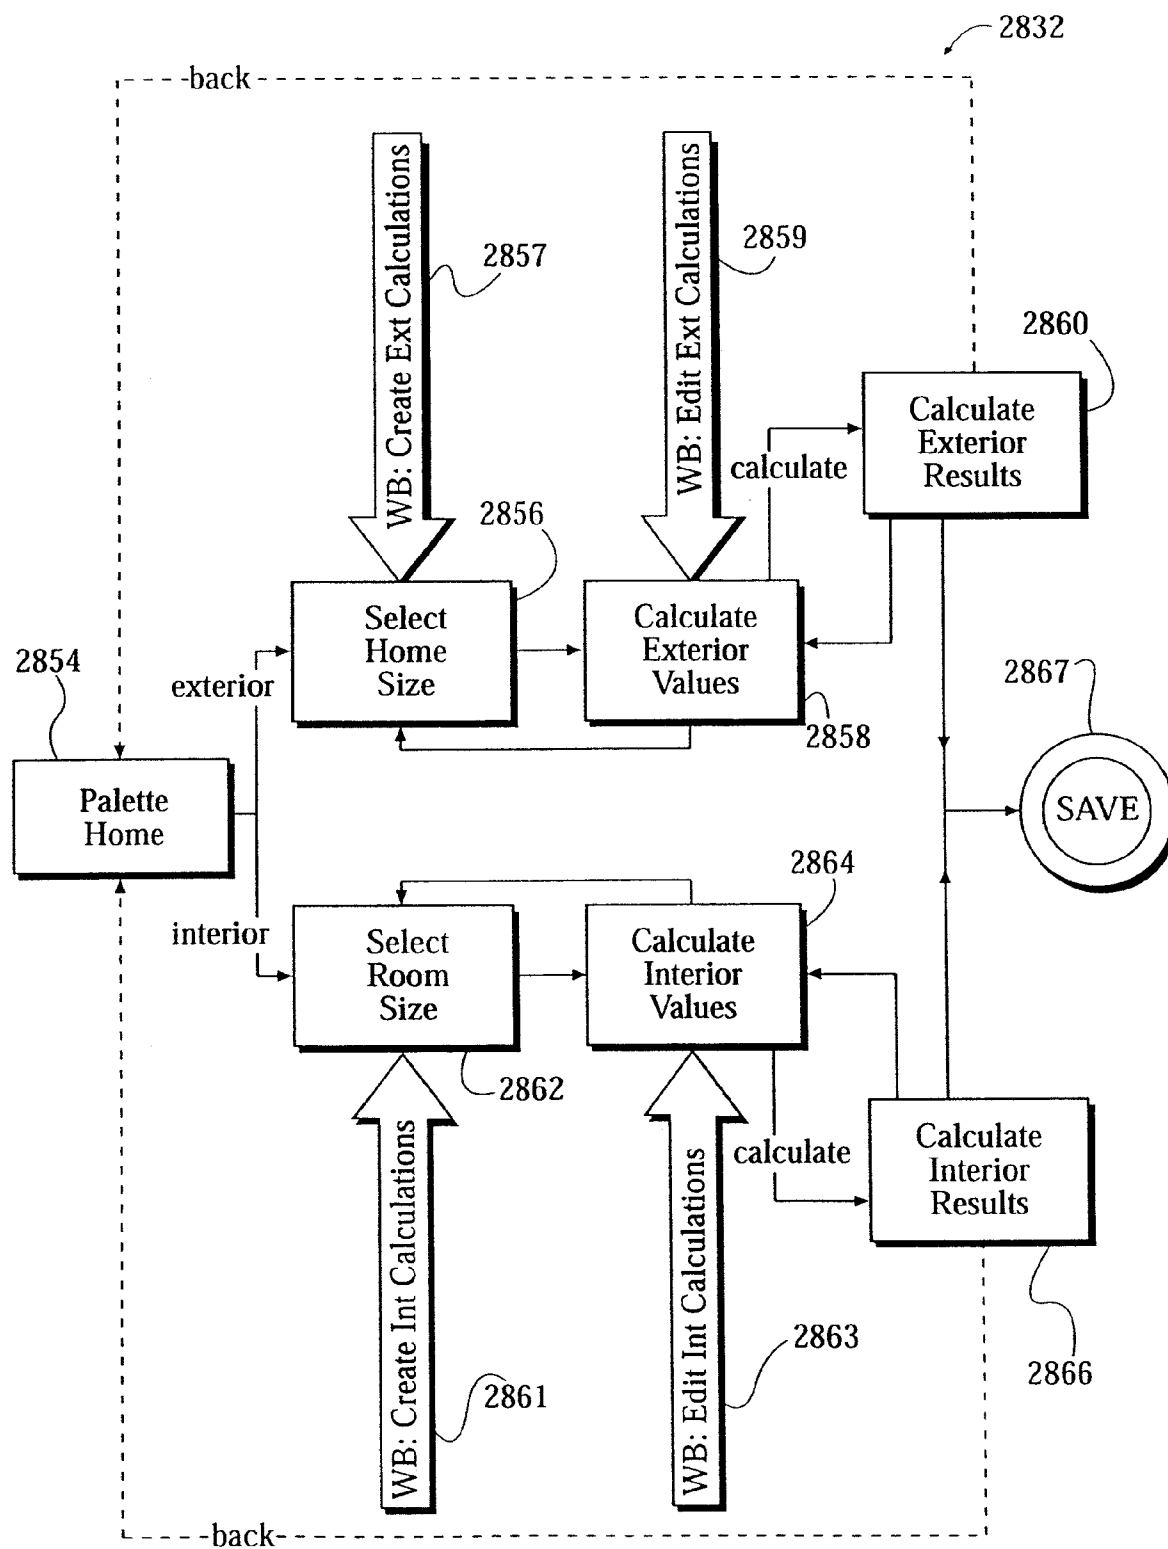 2832
back
WB: Create Ext Calculations
2857
WB: Edit Ext Calculations
2859
2860
Calculate
Exterior
Results
calculate
2856
Select
Home
Size
Calculate
Exterior
Values
2858
2854
exterior
Palette
Home
2867
SAVE
interior
2864
Select
Room
Size
Calculate
Interior
Values
2862
calculate
Calculate
Interior
Results
2866
WB: Create Int Calculations
2861
WB: Edit Int Calculations
2863
back